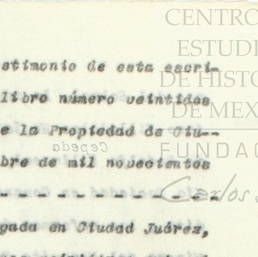 CENTRO
ESTUDI
DE HISTO
DE MEX
FUNDAC
estimonio de esta escri-
libro número veintidos
e la Propiedad de Ciu--
bre de mil novecientos
Cepeda
Carlos
gada en Ciudad Juárez,